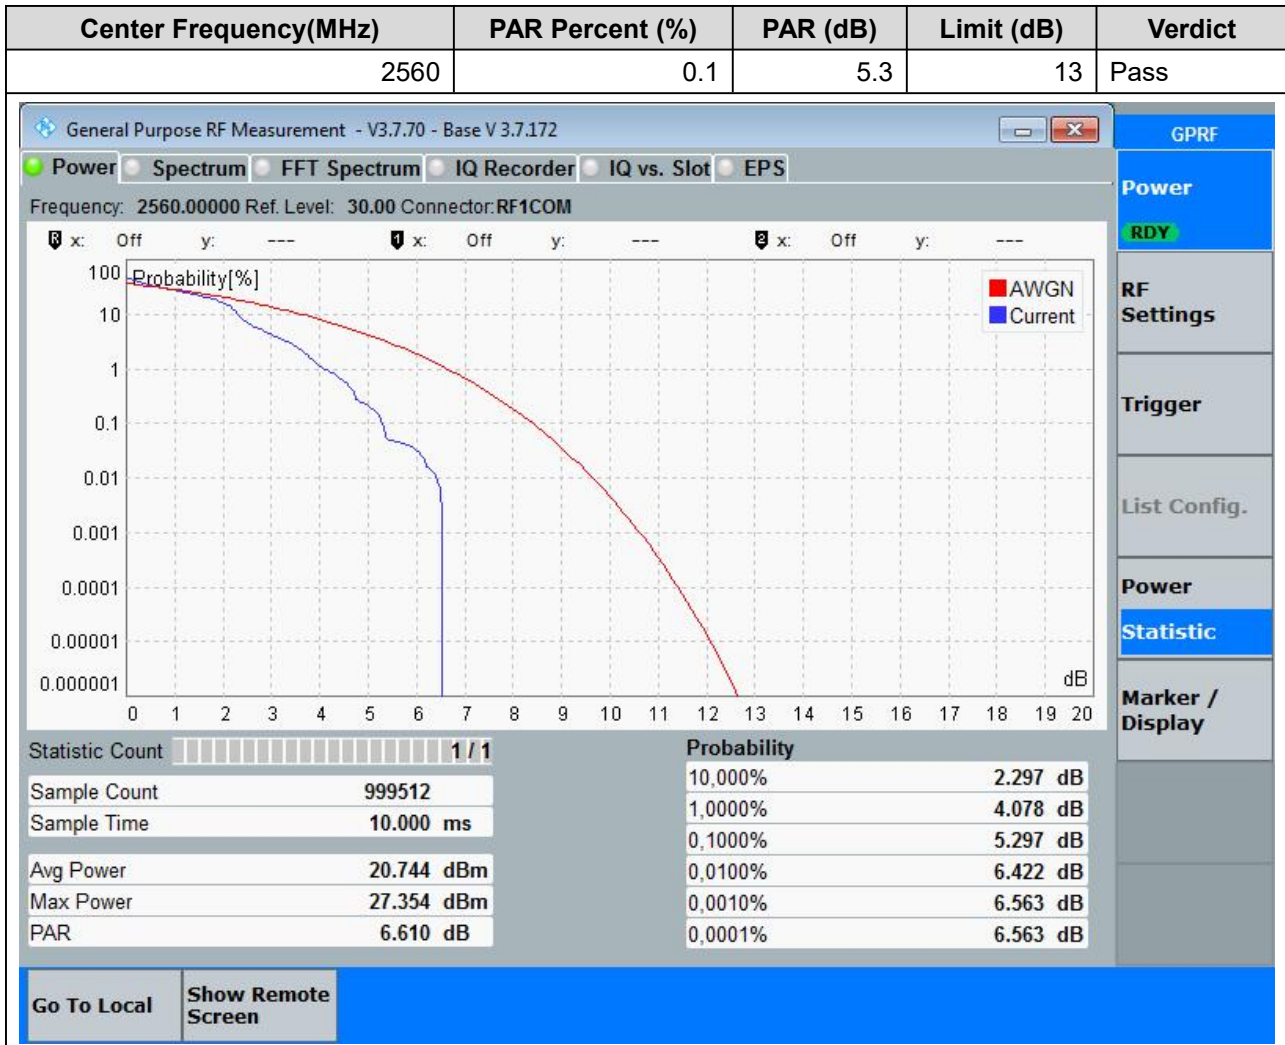 Center Frequency(MHz) PAR Percent (%) PAR (dB) Limit (dB) Verdict
2560 0.1 5.3 13 Pass
General Purpose RF Measurement - V3.7.70 - Base V 3.7.172
GPRF
Power Spectrum FFT Spectrum IQ Recorder IQ vs. Slot EPS
Power
RDY
Frequency: 2560.00000 Ref. Level: 30.00 Connector:RF1COM
R x: Off y: --- 1 x: Off y: --- 2 x: Off y: ---
Probability[%]
AWGN
Current
100
10
1
0.1
0.01
0.001
0.0001
0.00001
0.000001
dB
0 1 2 3 4 5 6 7 8 9 10 11 12 13 14 15 16 17 18 19 20
RF
Settings
Trigger
List Config.
Power
Statistic
Marker /
Display
Statistic Count 1 / 1
Sample Count 999512
Sample Time 10.000 ms
Avg Power 20.744 dBm
Max Power 27.354 dBm
PAR 6.610 dB
Probability
10,000% 2.297 dB
1,0000% 4.078 dB
0,1000% 5.297 dB
0,0100% 6.422 dB
0,0010% 6.563 dB
0,0001% 6.563 dB
Go To Local
Show Remote
Screen